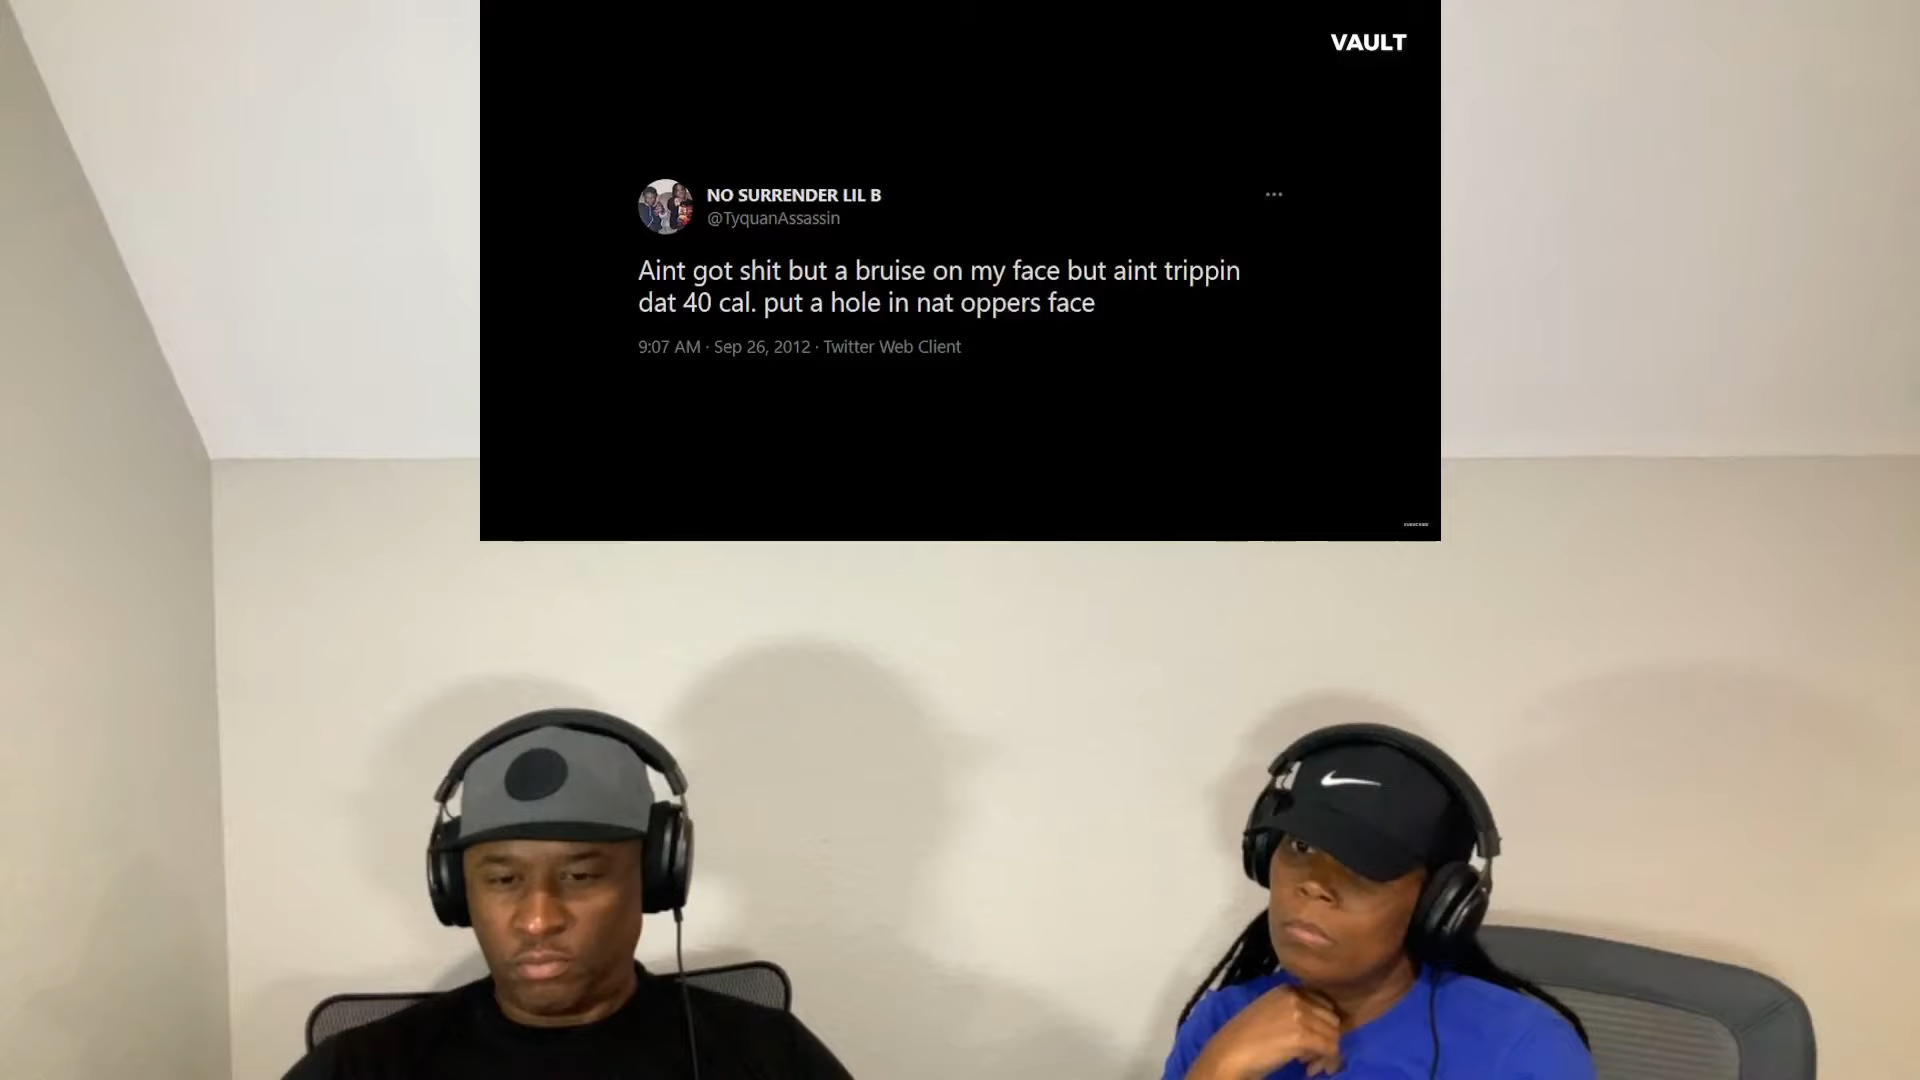 VAULT
NO SURRENDER LIL B
@TyquanAssassin
Aint got shit but a bruise on my face but aint trippin
dat 40 cal. put a hole in nat oppers face
9:07 AM · Sep 26, 2012 · Twitter Web Client
SUBSCRIBE